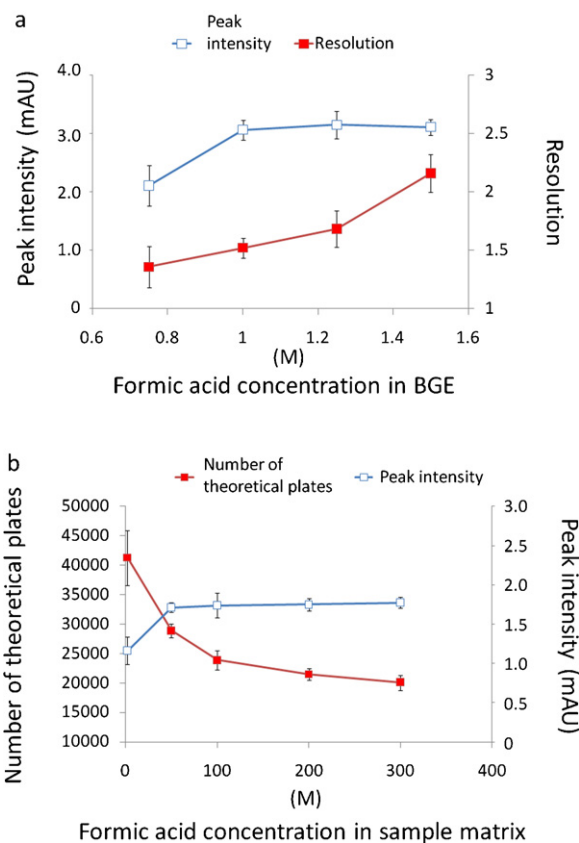 a
Peak
intensity
Resolution
4.0
3.0
2.0
1.0
0
Peak intensity (mAU)
3
2.5
2
1.5
1
Resolution
0.6 0.8 1 1.2 1.4 1.6
(M)
Formic acid concentration in BGE
b
Number of
theoretical plates
Peak intensity
50000
45000
40000
35000
30000
25000
20000
15000
10000
Number of theoretical plates
3.0
2.5
2.0
1.5
1.0
0.5
0
Peak intensity
(mAU)
0 100 200 300 400
(M)
Formic acid concentration in sample matrix